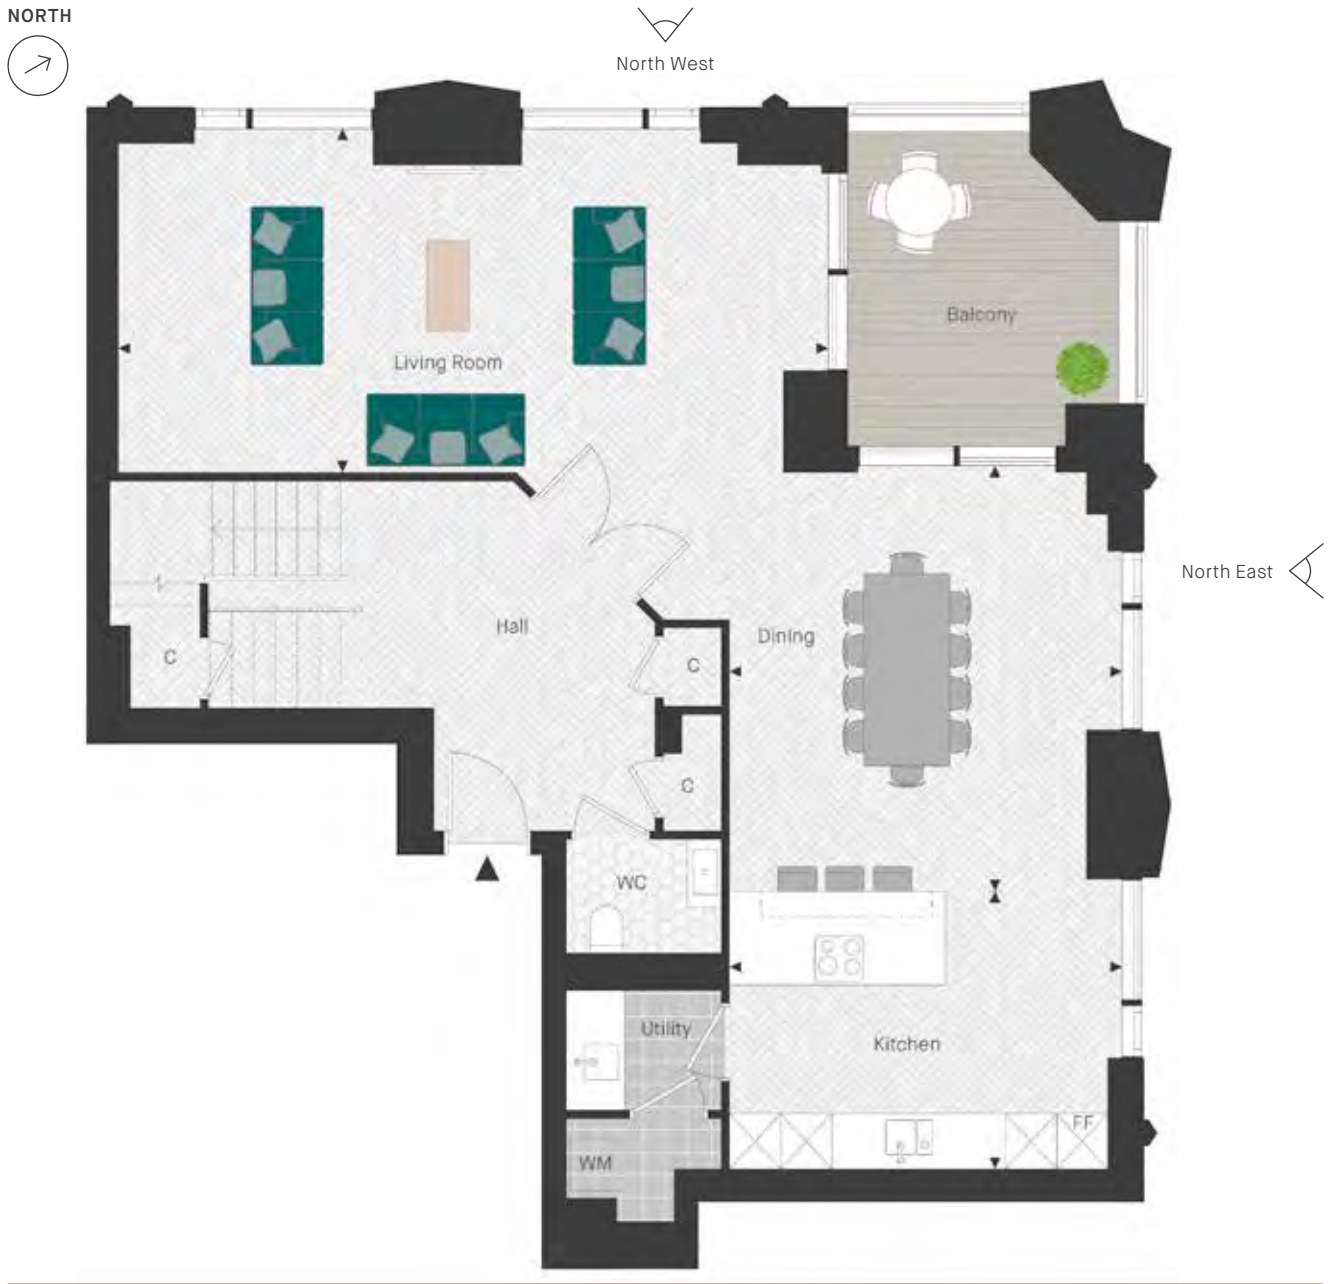 NORTH
North West
Balcony
Living Room
North East
Hall
Dining
C
C
C
WC
Utility
Kitchen
FF
WM